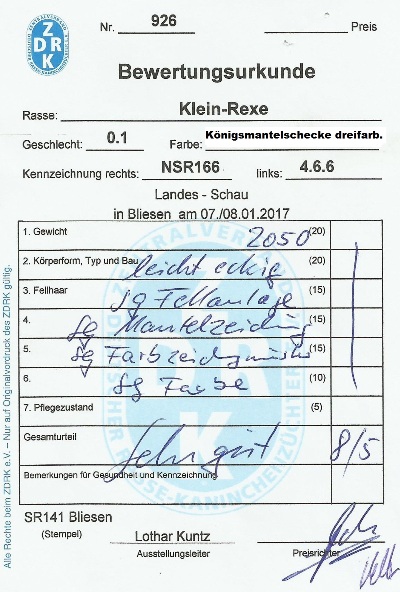 ZENTRALVERBAND
ZDRK
Nr. 926 Preis
Bewertungsurkunde
Rasse: Klein-Rexe
Geschlecht: 0.1 Farbe: Königsmantelschecke dreifarb.
Kennzeichnung rechts: NSR166 links: 4.6.6
Landes - Schau
in Bliesen am 07./08.01.2017
1. Gewicht 2050 (20)
2. Körperform, Typ und Bau leicht eckig (20)
3. Fellhaar sg Fellanlage (15)
4. sg Mantelzeichnung (15)
5. sg (15)
6. sg Farbe (10)
7. Pflegezustand (5)
Gesamturteil Sehr gut 8/5
Bemerkungen für Gesundheit und Kennzeichnung
SR141 Bliesen
(Stempel)
Lothar Kuntz
Ausstellungsleiter
Preisrichter
Alle Rechte beim ZDRK e.V. – Nur auf Originalvordruck des ZDRK gültig.